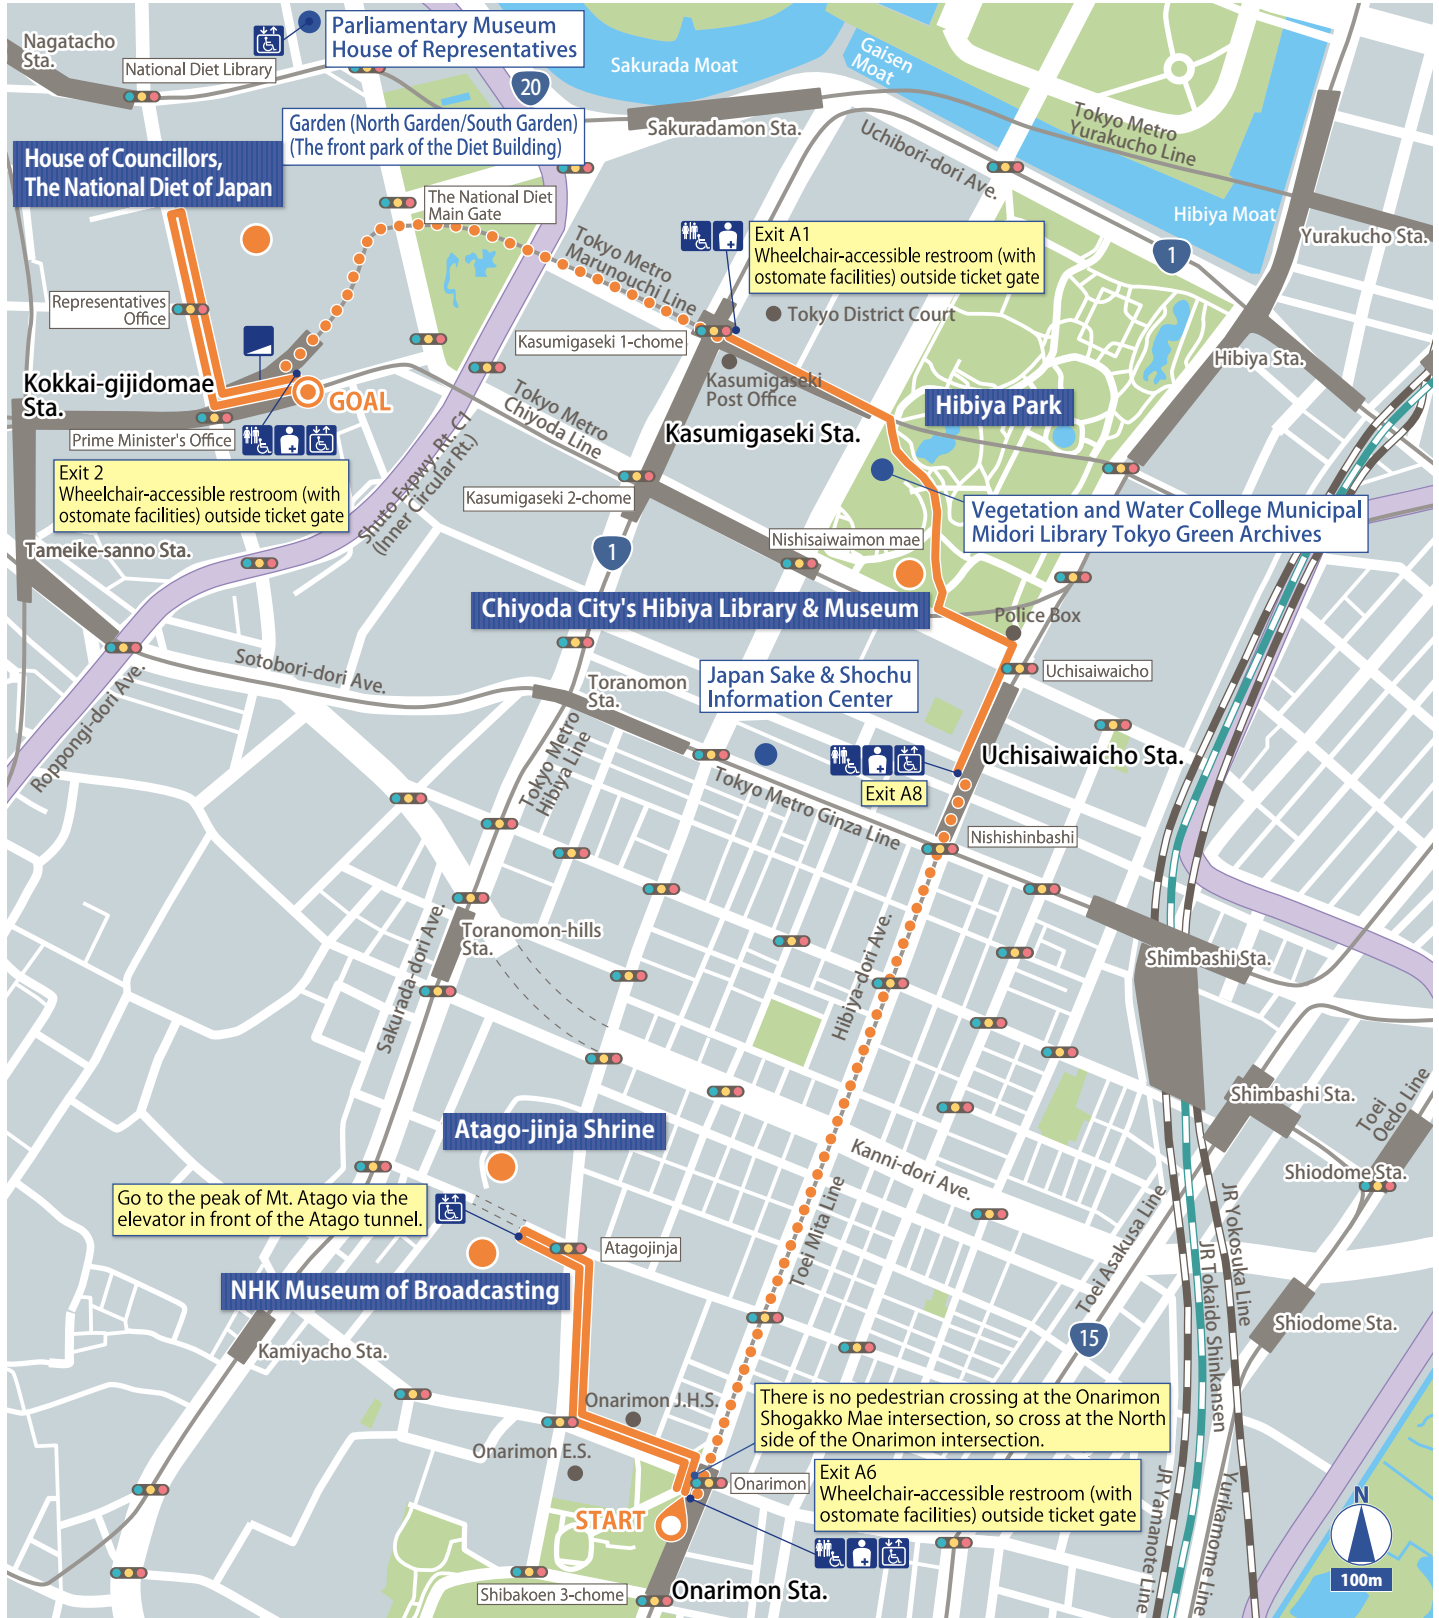 Nagatacho
Sta.
National Diet Library
Parliamentary Museum
House of Representatives
20
Sakurada Moat
Gaisen
Moat
Garden (North Garden/South Garden)
(The front park of the Diet Building)
Sakuradamon Sta.
Tokyo Metro
Yurakucho Line
Uchibori-dori Ave.
House of Councillors,
The National Diet of Japan
The National Diet
Main Gate
Hibiya Moat
Yurakucho Sta.
1
Tokyo Metro
Marunouchi Line
Exit A1
Wheelchair-accessible restroom (with
ostomate facilities) outside ticket gate
Representatives
Office
Tokyo District Court
Kasumigaseki 1-chome
Hibiya Sta.
Kasumigaseki
Post Office
Kokkai-gijidomae
Sta.
GOAL
Tokyo Metro
Chiyoda Line
Hibiya Park
Kasumigaseki Sta.
Prime Minister's Office
Exit 2
Wheelchair-accessible restroom (with
ostomate facilities) outside ticket gate
Shuto Expwy. Rt. C1
(Inner Circular Rt.)
Kasumigaseki 2-chome
Vegetation and Water College Municipal
Midori Library Tokyo Green Archives
Nishisaiwaimon mae
Tameike-sanno Sta.
1
Chiyoda City's Hibiya Library & Museum
Police Box
Sotobori-dori Ave.
Roppongi-dori Ave.
Toranomon
Sta.
Japan Sake & Shochu
Information Center
Uchisaiwaicho
Uchisaiwaicho Sta.
Tokyo Metro
Hibiya Line
Exit A8
Tokyo Metro Ginza Line
Nishishinbashi
Sakurada-dori Ave.
Toranomon-hills
Sta.
Hibiya-dori Ave.
Shimbashi Sta.
Shimbashi Sta.
Toei
Oedo Line
Atago-jinja Shrine
Kanni-dori Ave.
Shiodome Sta.
Go to the peak of Mt. Atago via the
elevator in front of the Atago tunnel.
Toei Mita Line
Toei Asakusa Line
JR Yokosuka Line
JR Tokaido Shinkansen
Atagojinja
NHK Museum of Broadcasting
Shiodome Sta.
15
Kamiyacho Sta.
Onarimon J.H.S.
There is no pedestrian crossing at the Onarimon
Shogakko Mae intersection, so cross at the North
side of the Onarimon intersection.
Onarimon E.S.
Onarimon
Exit A6
Wheelchair-accessible restroom (with
ostomate facilities) outside ticket gate
JR Yamanote Line
Yurikamome Line
START
N
100m
Shibakoen 3-chome
Onarimon Sta.